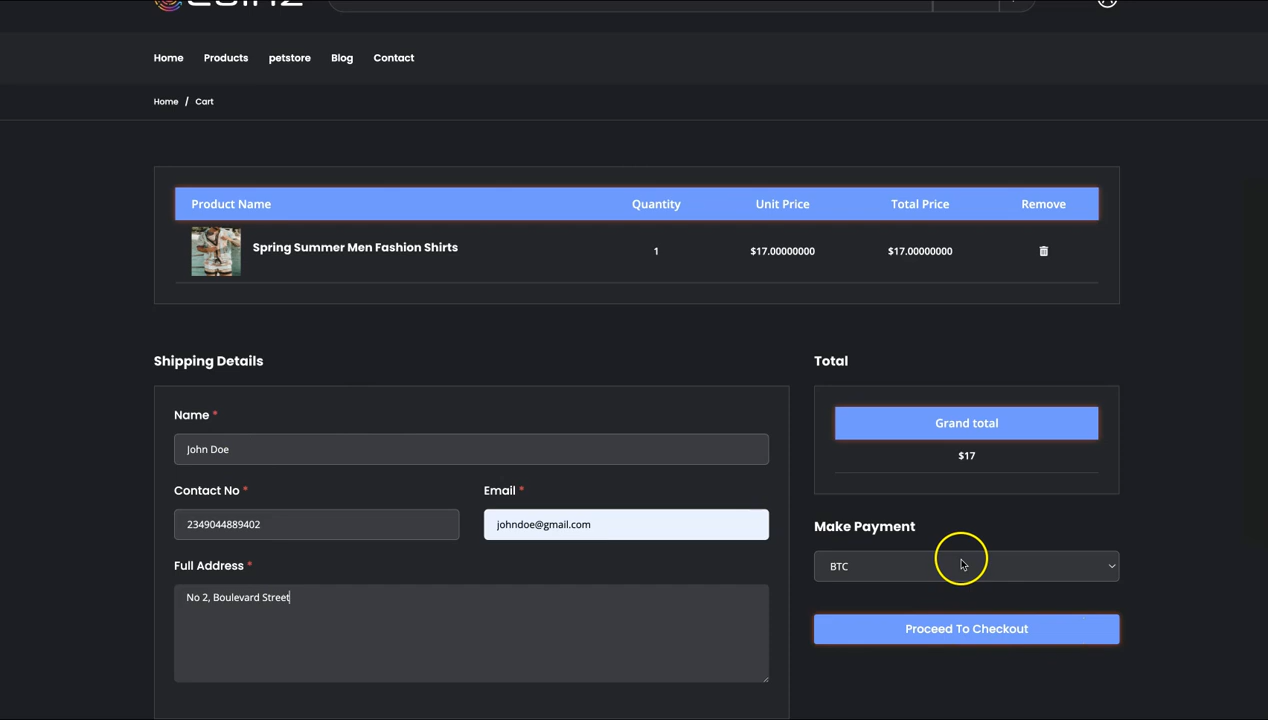 Home Products petstore Blog Contact
Home / Cart
Product Name Quantity Unit Price Total Price Remove
Spring Summer Men Fashion Shirts 1 $17.00000000 $17.00000000
Shipping Details
Name *
John Doe
Contact No * Email *
2349044889402 johndoe@gmail.com
Full Address *
No 2, Boulevard Street
Total
Grand total
$17
Make Payment
BTC
Proceed To Checkout